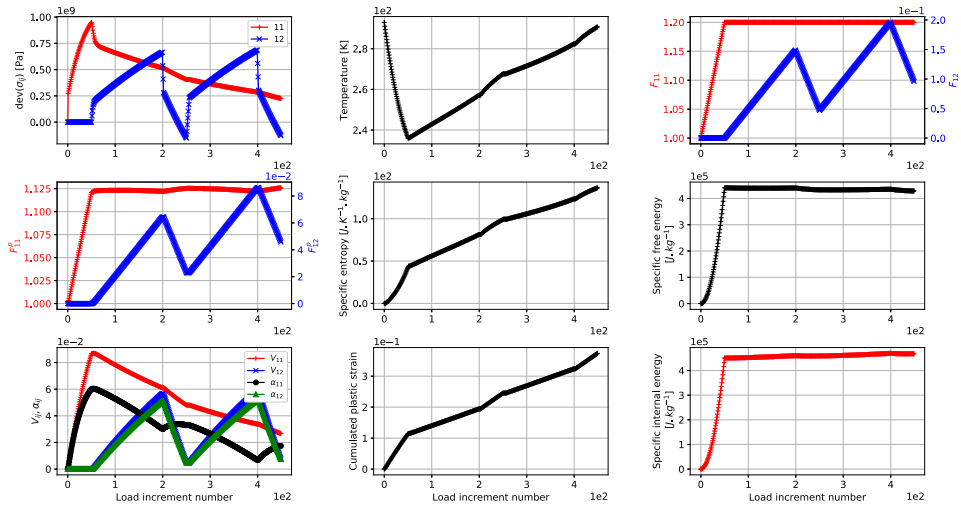 1e9
1.00
0.75
0.50
0.25
0.00
dev(σij) [Pa]
11
12
0 1 2 3 4
1e2
1e2
2.8
2.6
2.4
Temperature [K]
0 1 2 3 4
1e2
1e−1
1.20
1.15
1.10
1.05
1.00
F11
2.0
1.5
1.0
0.5
0.0
F12
0 1 2 3 4
1e2
1e−2
1.125
1.100
1.075
1.050
1.025
1.000
F^p_11
8
6
4
2
0
F^p_12
0 1 2 3 4
1e2
1e2
1.0
0.5
0.0
Specific entropy [J.K−1.kg−1]
0 1 2 3 4
1e2
1e5
4
3
2
1
0
Specific free energy
[J.kg−1]
0 1 2 3 4
1e2
1e−2
8
6
4
2
0
Vij, αij
V11
V12
α11
α12
0 1 2 3 4
1e2
Load increment number
1e−1
3
2
1
0
Cumulated plastic strain
0 1 2 3 4
1e2
Load increment number
1e5
4
3
2
1
0
Specific internal energy
[J.kg−1]
0 1 2 3 4
1e2
Load increment number